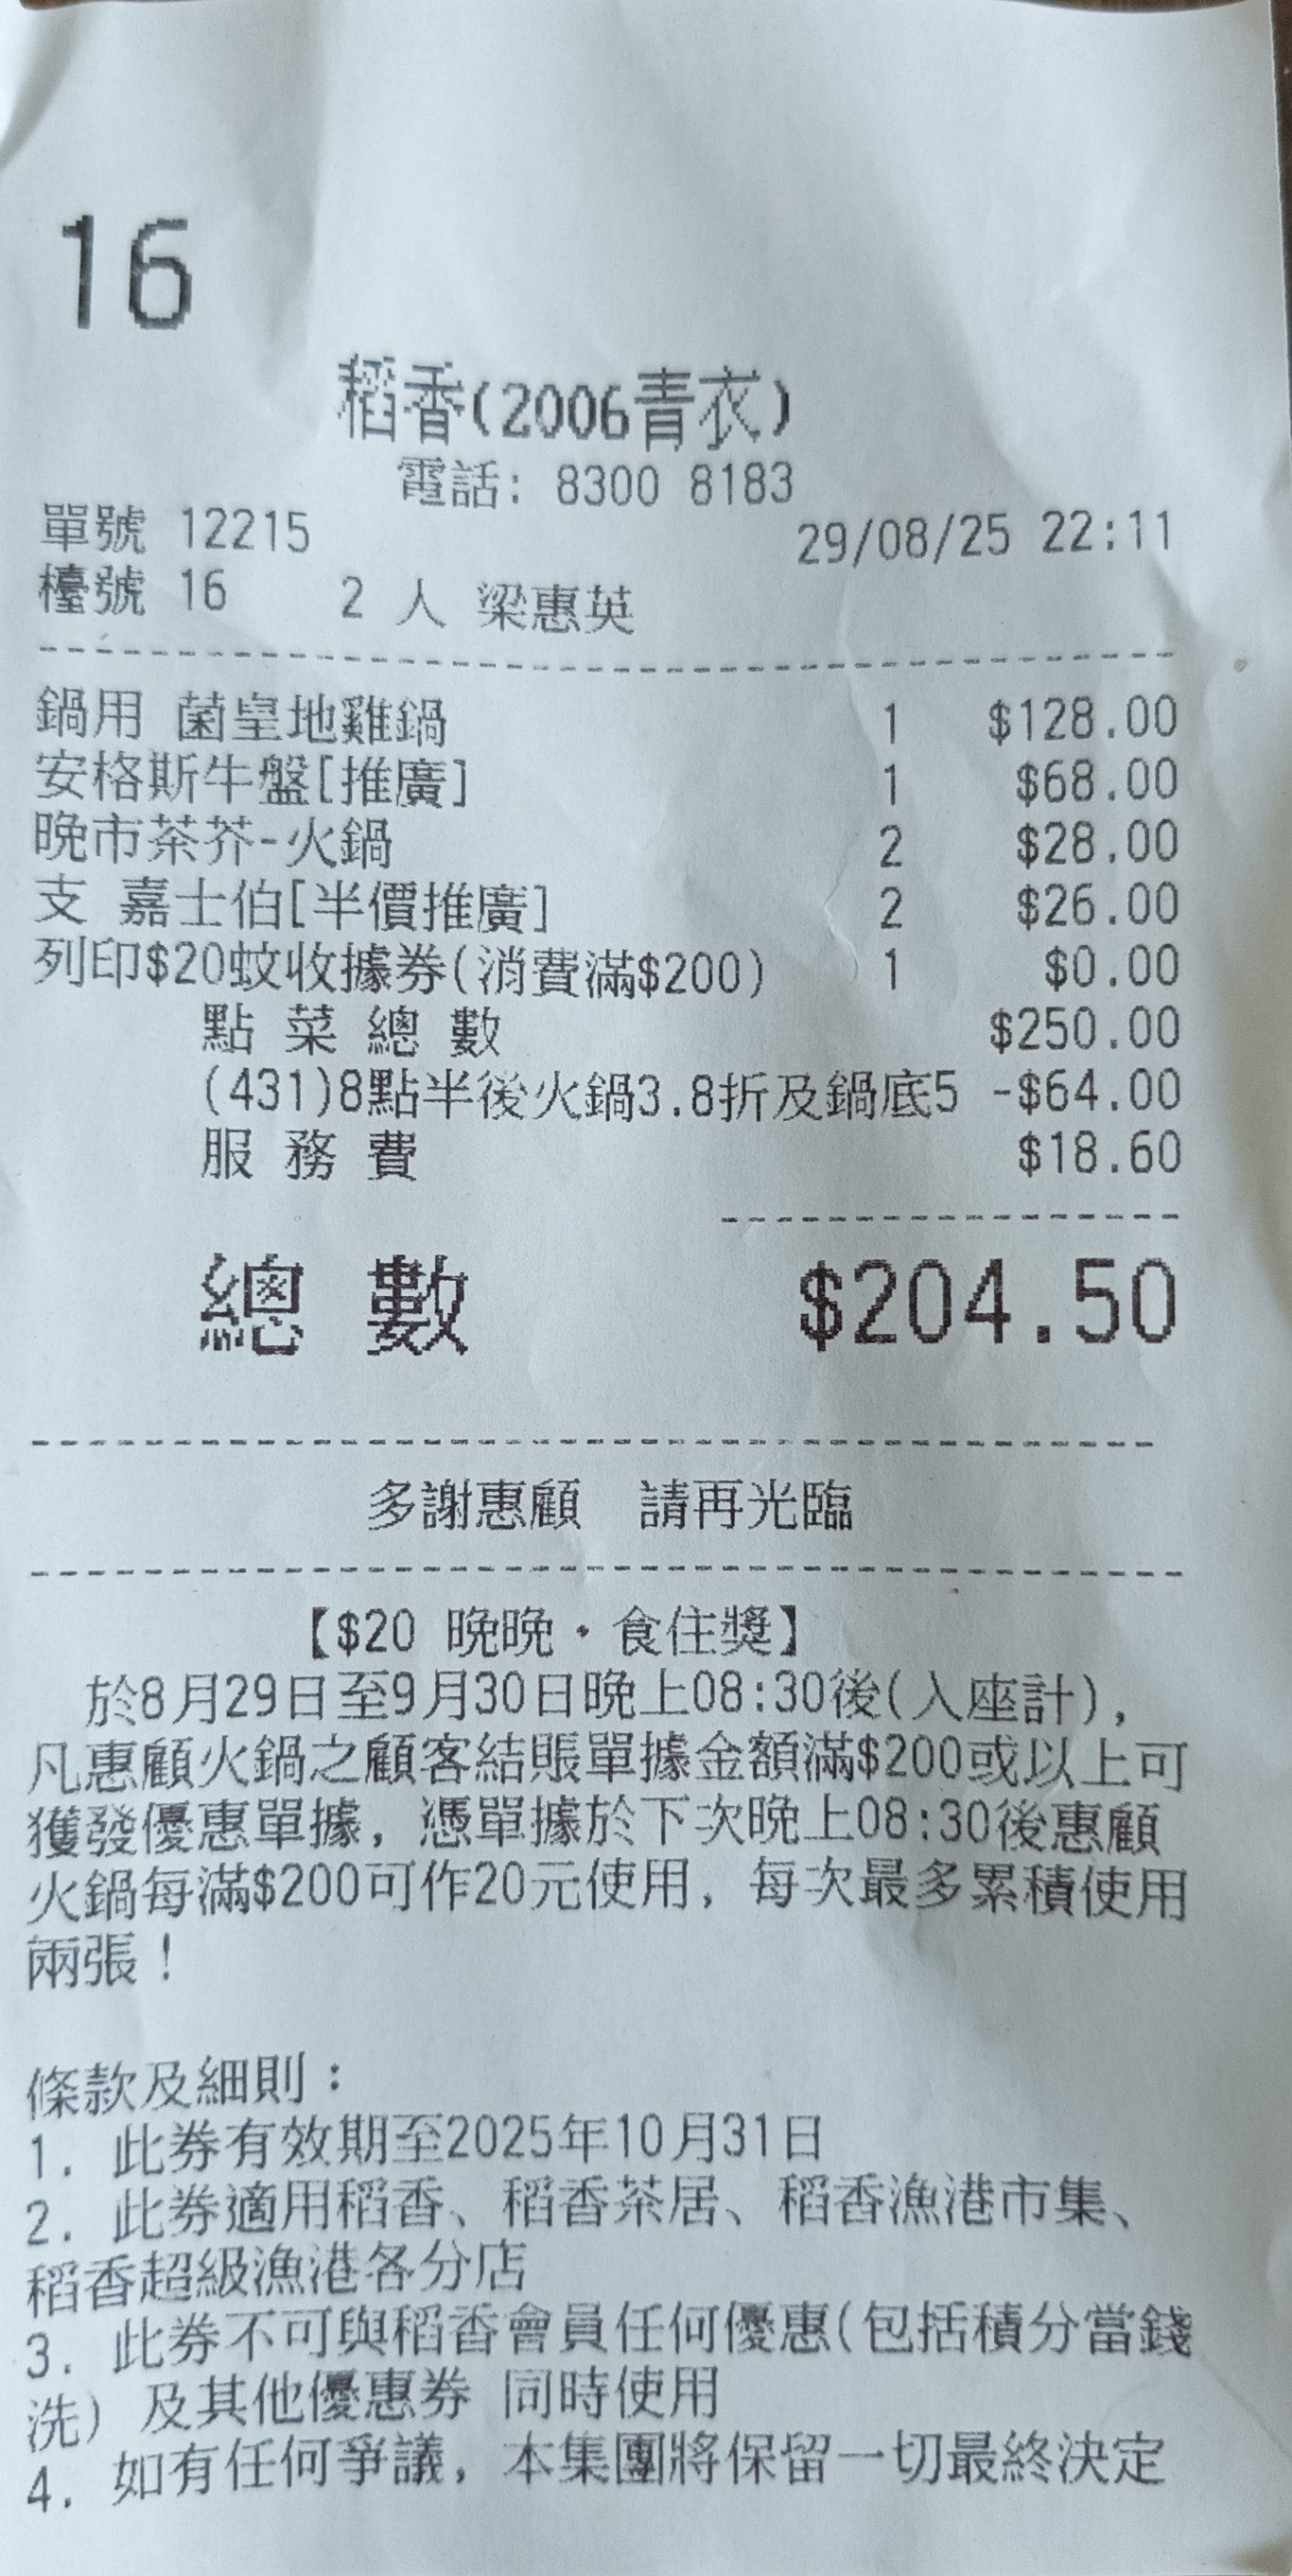 16
稻香(2006青衣)
電話: 8300 8183
單號 12215 29/08/25 22:11
檯號 16 2 人 梁惠英
鍋用 菌皇地雞鍋 1 $128.00
安格斯牛盤[推廣] 1 $68.00
晚市茶芥-火鍋 2 $28.00
支 嘉士伯[半價推廣] 2 $26.00
列印$20蚊收據券(消費滿$200) 1 $0.00
點 菜 總 數 $250.00
(431)8點半後火鍋3.8折及鍋底5 -$64.00
服 務 費 $18.60
總 數 $204.50
多謝惠顧 請再光臨
【$20 晚晚・食住獎】
於8月29日至9月30日晚上08:30後(入座計),
凡惠顧火鍋之顧客結賬單據金額滿$200或以上可
獲發優惠單據, 憑單據於下次晚上08:30後惠顧
火鍋每滿$200可作20元使用, 每次最多累積使用
兩張!
條款及細則:
1. 此券有效期至2025年10月31日
2. 此券適用稻香、稻香茶居、稻香漁港市集、
稻香超級漁港各分店
3. 此券不可與稻香會員任何優惠(包括積分當錢
洗) 及其他優惠券 同時使用
4. 如有任何爭議, 本集團將保留一切最終決定